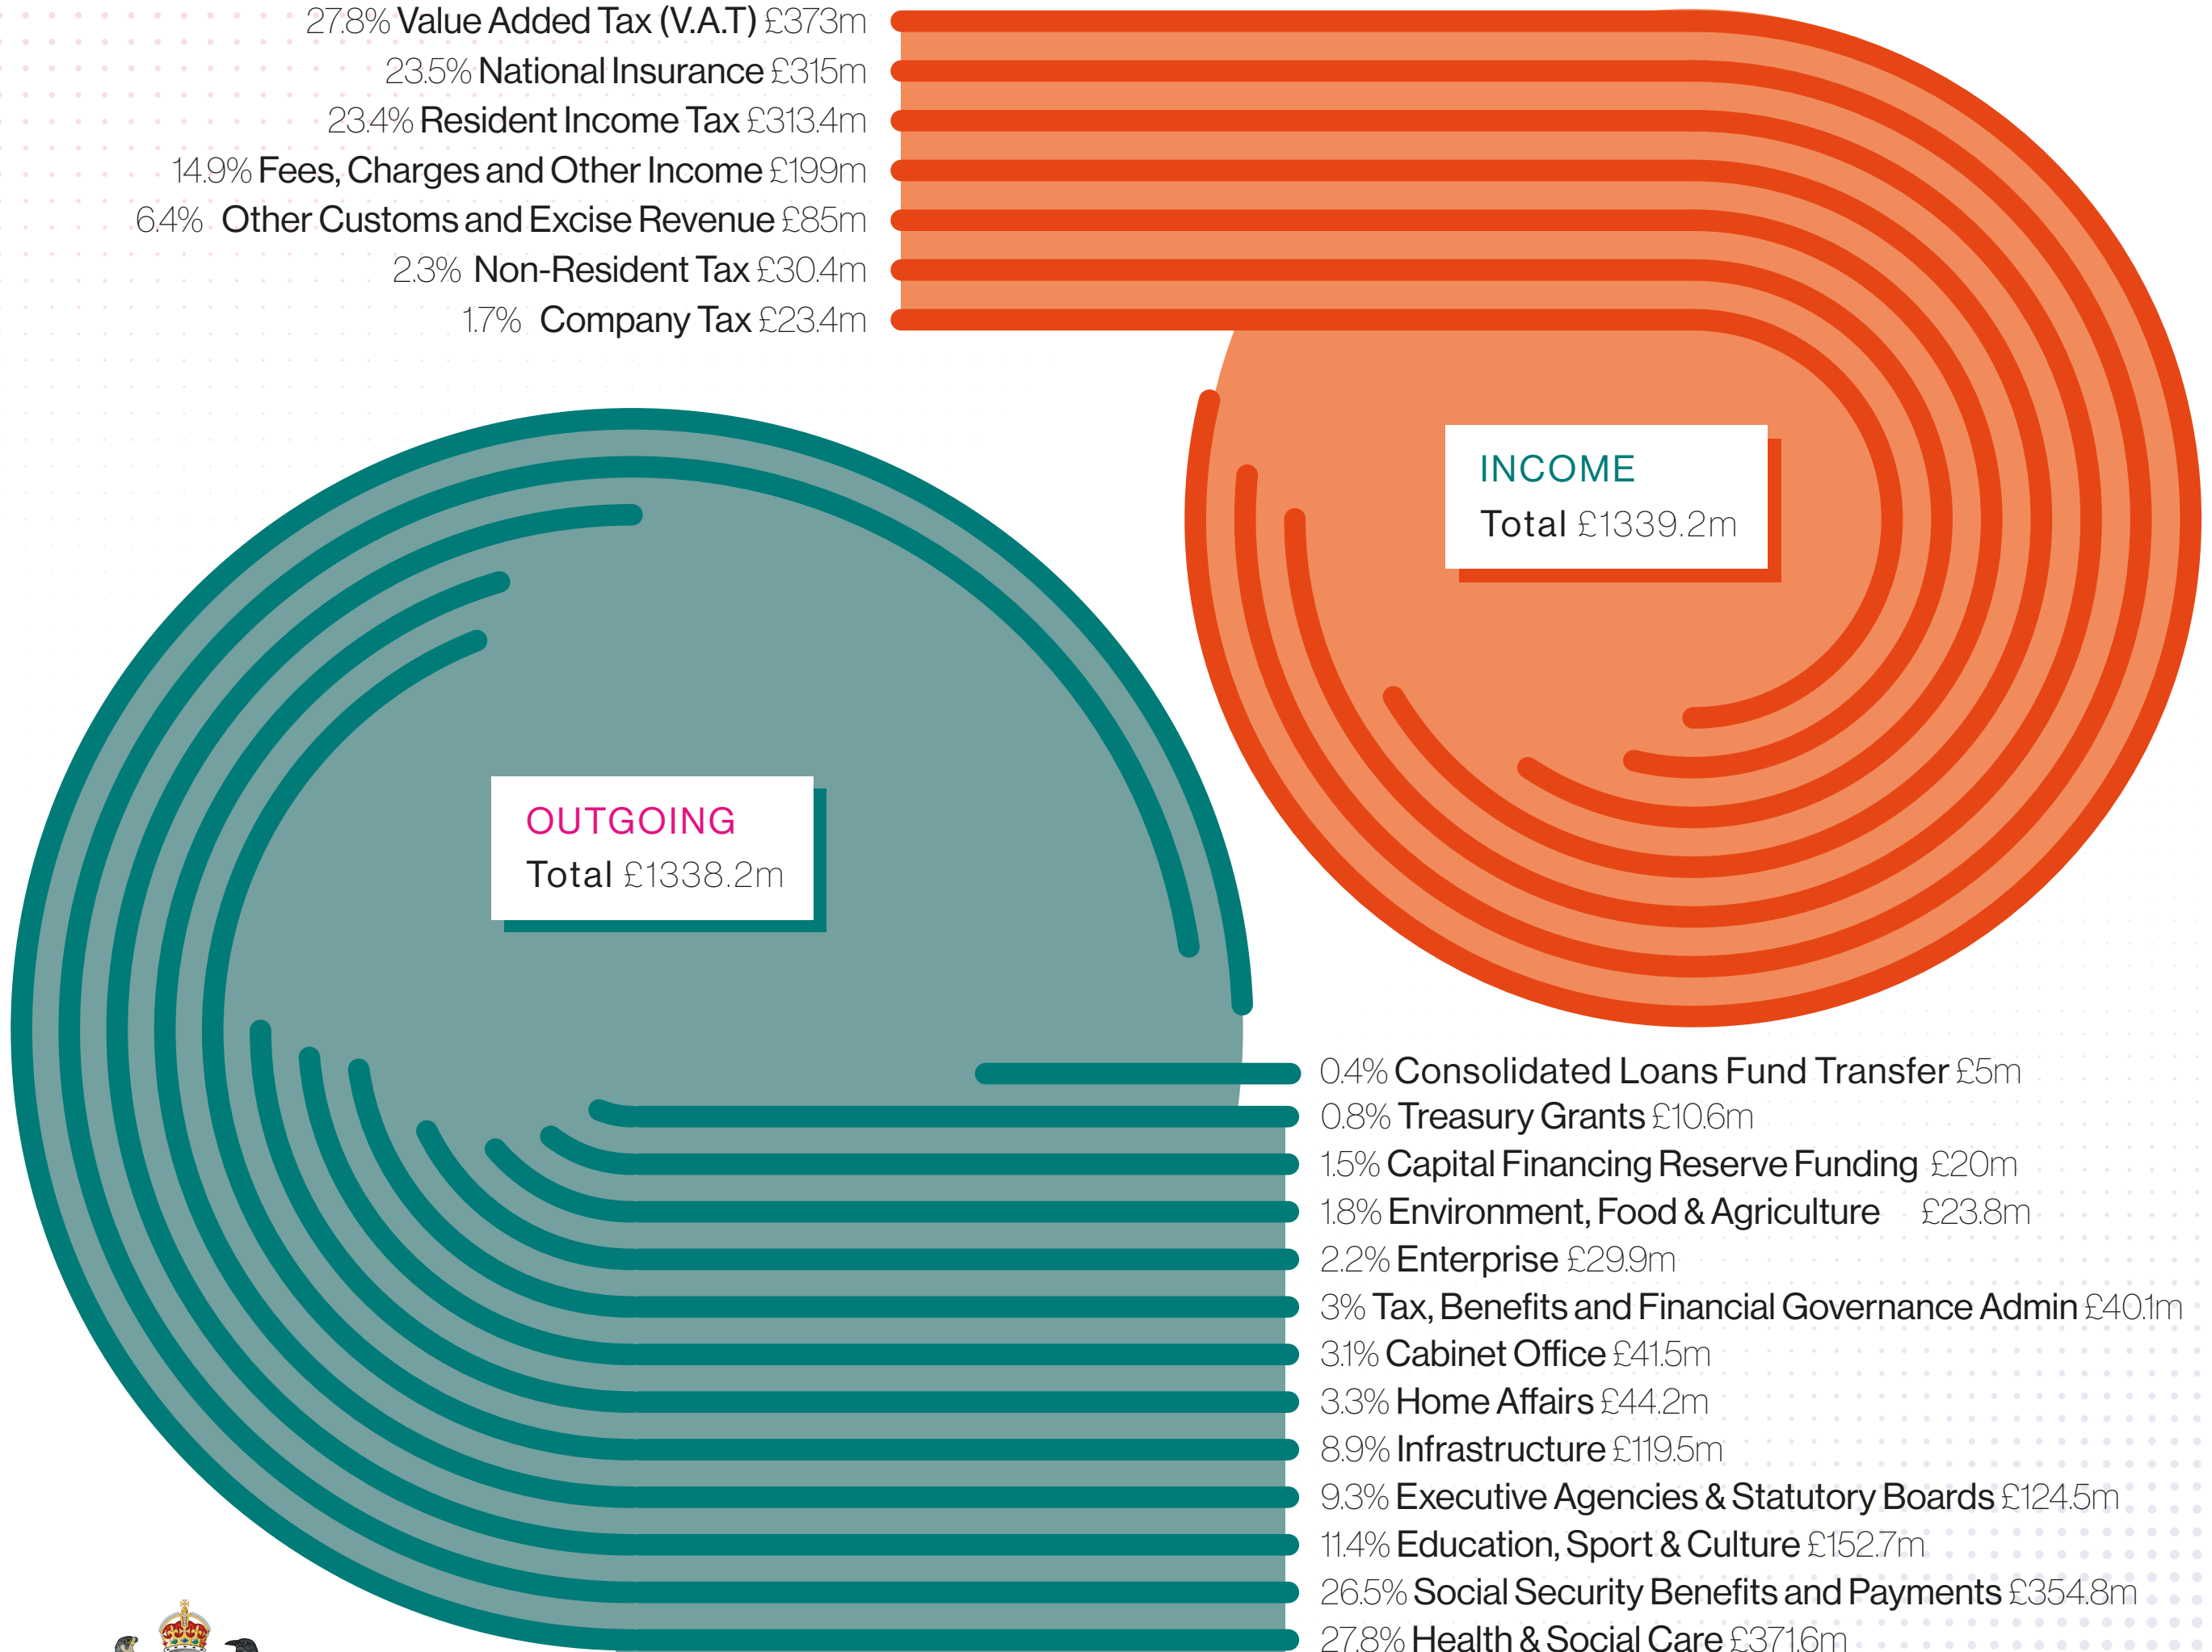 27.8% Value Added Tax (V.A.T) £373m
23.5% National Insurance £315m
23.4% Resident Income Tax £313.4m
14.9% Fees, Charges and Other Income £199m
6.4% Other Customs and Excise Revenue £85m
2.3% Non-Resident Tax £30.4m
1.7% Company Tax £23.4m
INCOME
Total £1339.2m
OUTGOING
Total £1338.2m
0.4% Consolidated Loans Fund Transfer £5m
0.8% Treasury Grants £10.6m
1.5% Capital Financing Reserve Funding £20m
1.8% Environment, Food & Agriculture £23.8m
2.2% Enterprise £29.9m
3% Tax, Benefits and Financial Governance Admin £40.1m
3.1% Cabinet Office £41.5m
3.3% Home Affairs £44.2m
8.9% Infrastructure £119.5m
9.3% Executive Agencies & Statutory Boards £124.5m
11.4% Education, Sport & Culture £152.7m
26.5% Social Security Benefits and Payments £354.8m
27.8% Health & Social Care £371.6m